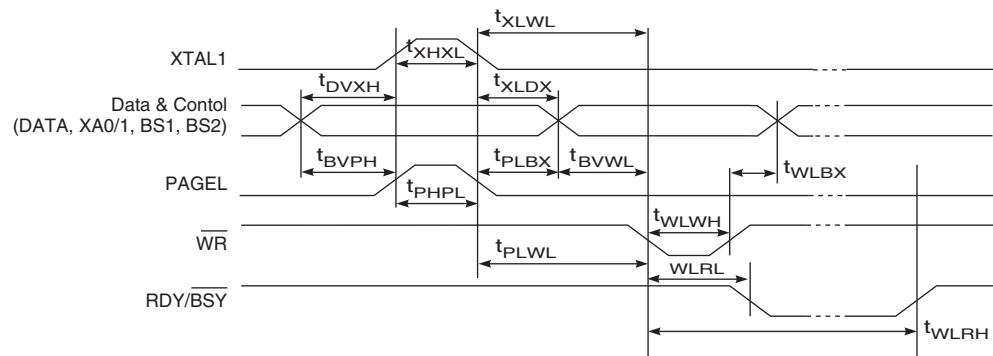 tXLWL
XTAL1
tXHXL
tDVXH
tXLDX
Data & Contol
(DATA, XA0/1, BS1, BS2)
tBVPH
tPLBX
tBVWL
tWLBX
PAGEL
tPHPL
tWLWH
WR
tPLWL
WLRL
RDY/BSY
tWLRH